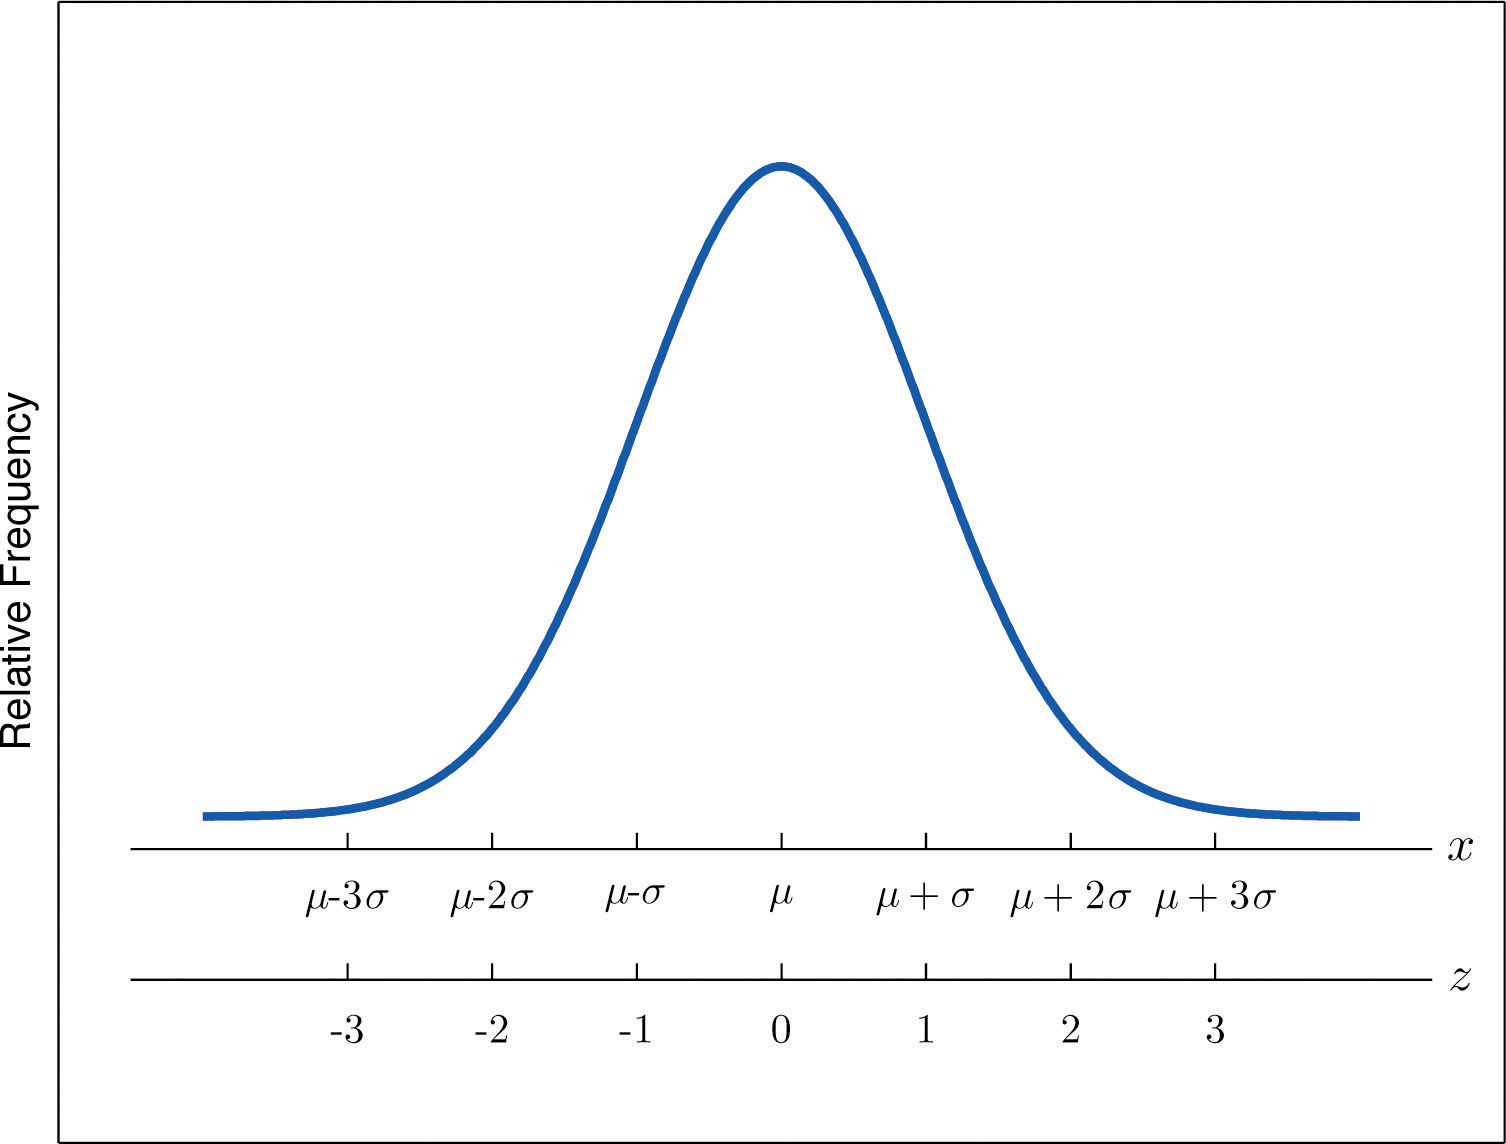 Relative Frequency
μ-3σ μ-2σ μ-σ μ μ + σ μ + 2σ μ + 3σ x
-3 -2 -1 0 1 2 3 z